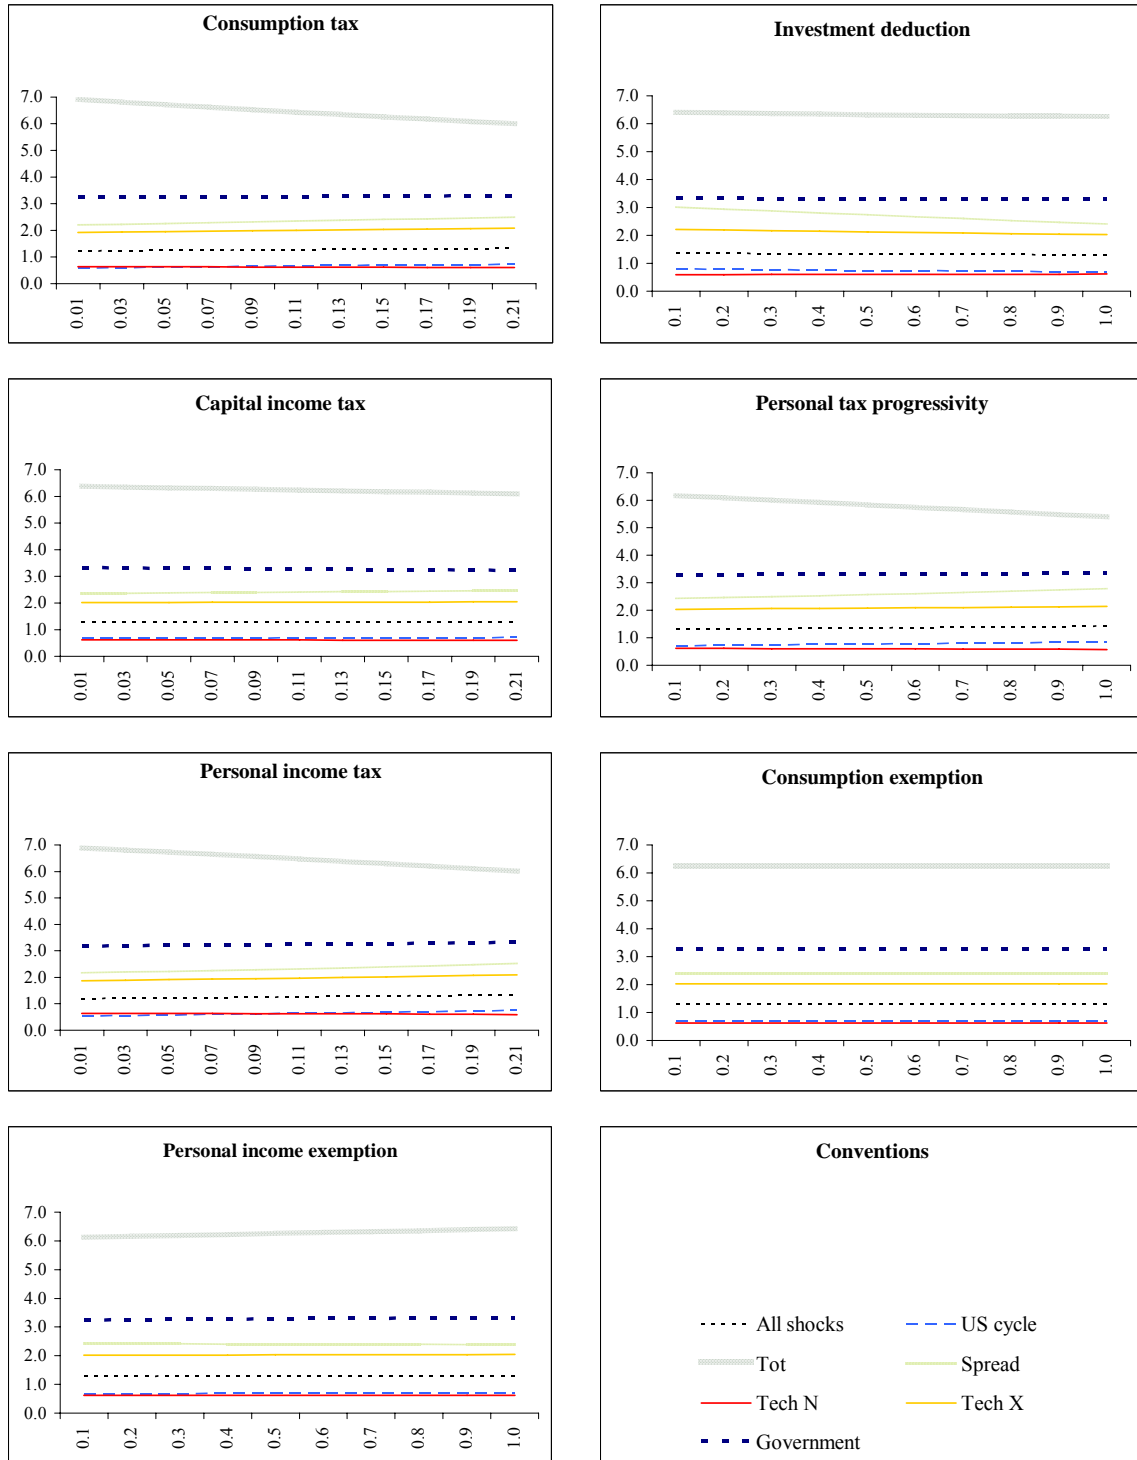 Consumption tax
7.0
6.0
5.0
4.0
3.0
2.0
1.0
0.0
0.01 0.03 0.05 0.07 0.09 0.11 0.13 0.15 0.17 0.19 0.21
Investment deduction
7.0
6.0
5.0
4.0
3.0
2.0
1.0
0.0
0.1 0.2 0.3 0.4 0.5 0.6 0.7 0.8 0.9 1.0
Capital income tax
7.0
6.0
5.0
4.0
3.0
2.0
1.0
0.0
0.01 0.03 0.05 0.07 0.09 0.11 0.13 0.15 0.17 0.19 0.21
Personal tax progressivity
7.0
6.0
5.0
4.0
3.0
2.0
1.0
0.0
0.1 0.2 0.3 0.4 0.5 0.6 0.7 0.8 0.9 1.0
Personal income tax
7.0
6.0
5.0
4.0
3.0
2.0
1.0
0.0
0.01 0.03 0.05 0.07 0.09 0.11 0.13 0.15 0.17 0.19 0.21
Consumption exemption
7.0
6.0
5.0
4.0
3.0
2.0
1.0
0.0
0.1 0.2 0.3 0.4 0.5 0.6 0.7 0.8 0.9 1.0
Personal income exemption
7.0
6.0
5.0
4.0
3.0
2.0
1.0
0.0
0.1 0.2 0.3 0.4 0.5 0.6 0.7 0.8 0.9 1.0
Conventions
All shocks US cycle
Tot Spread
Tech N Tech X
Government